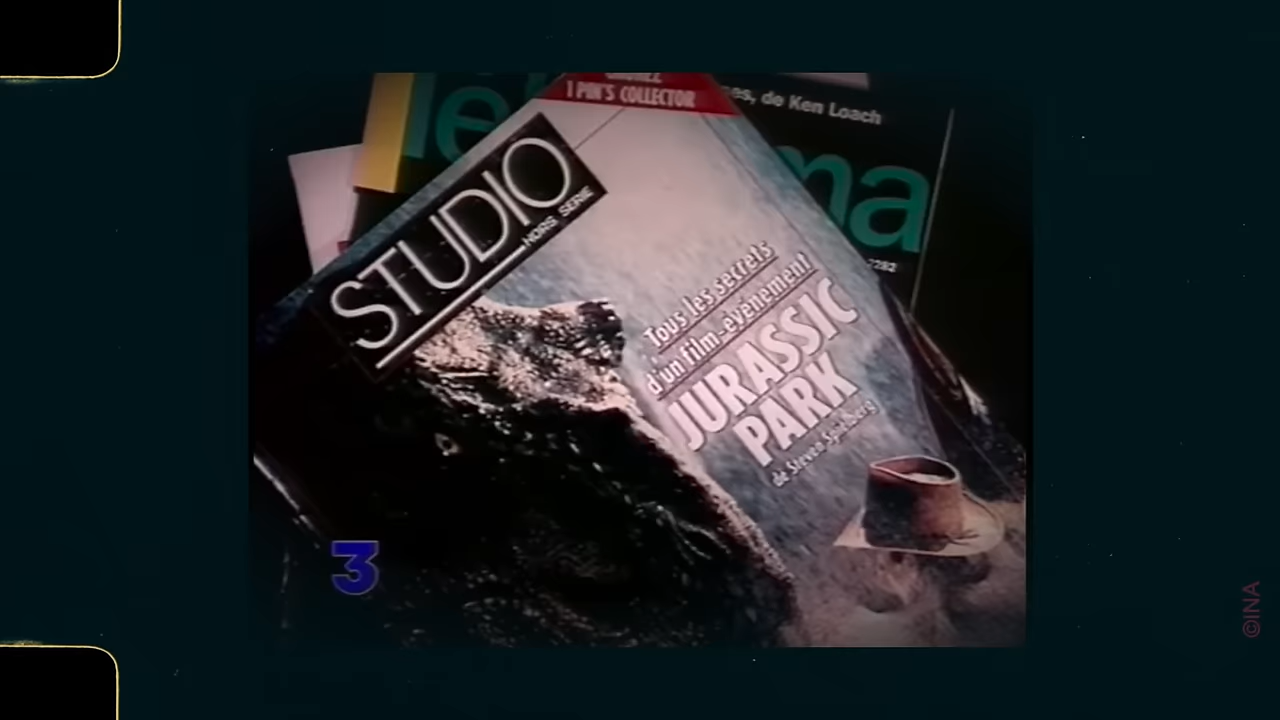 1 PIN'S COLLECTOR
es, de Ken Loach
STUDIO
HORS SERIE
Tous les secrets
d'un film-événement
JURASSIC
PARK
de Steven Spielberg
3
©INA